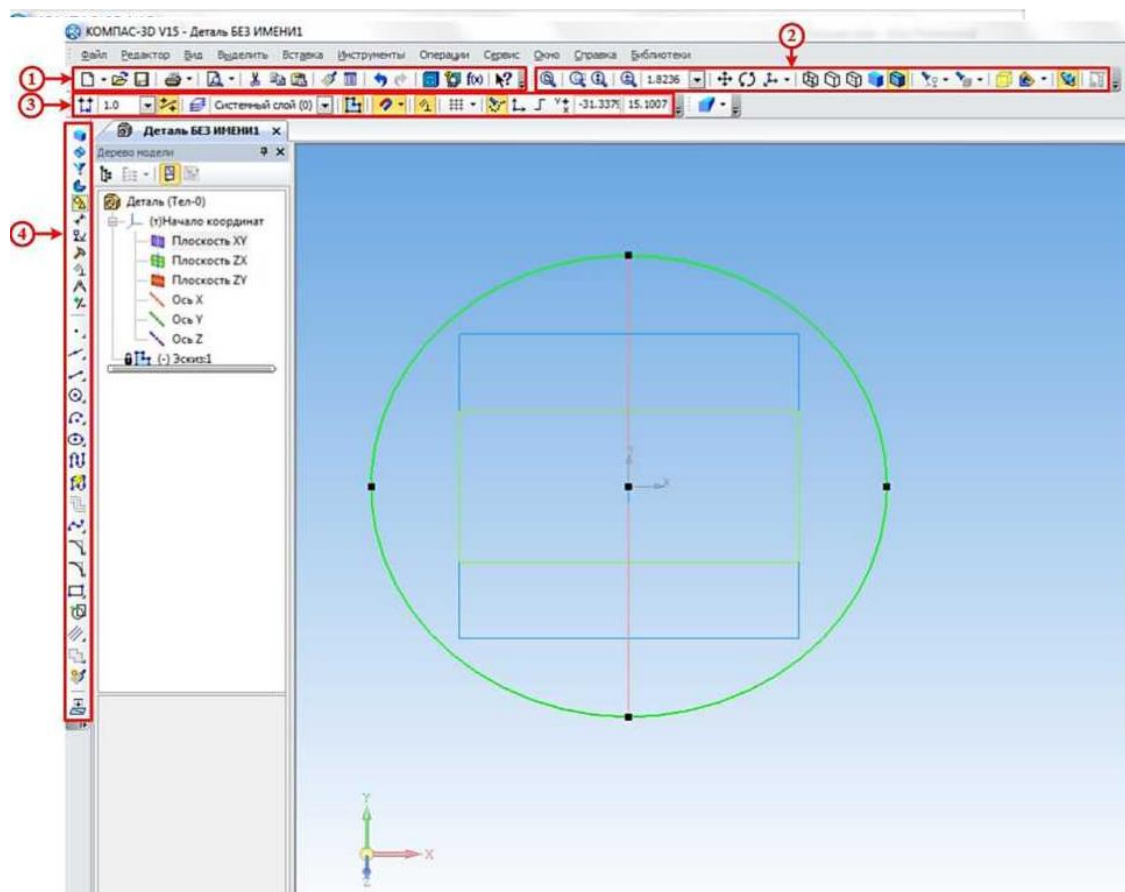 КОМПАС-3D V15 - Деталь БЕЗ ИМЕНИ1
Файл Редактор Вид Выделить Вставка Инструменты Операции Сервис Окно Справка Библиотеки
2
1
f(x)
1.8236
3
1.0
Системный слой (0)
-31.3375
15.1007
Деталь БЕЗ ИМЕНИ1
Дерево модели
4
Деталь (Тел-0)
(т)Начало координат
Плоскость XY
Плоскость ZX
Плоскость ZY
Ось X
Ось Y
Ось Z
(-) Эскиз:1
X
Y
X
Z